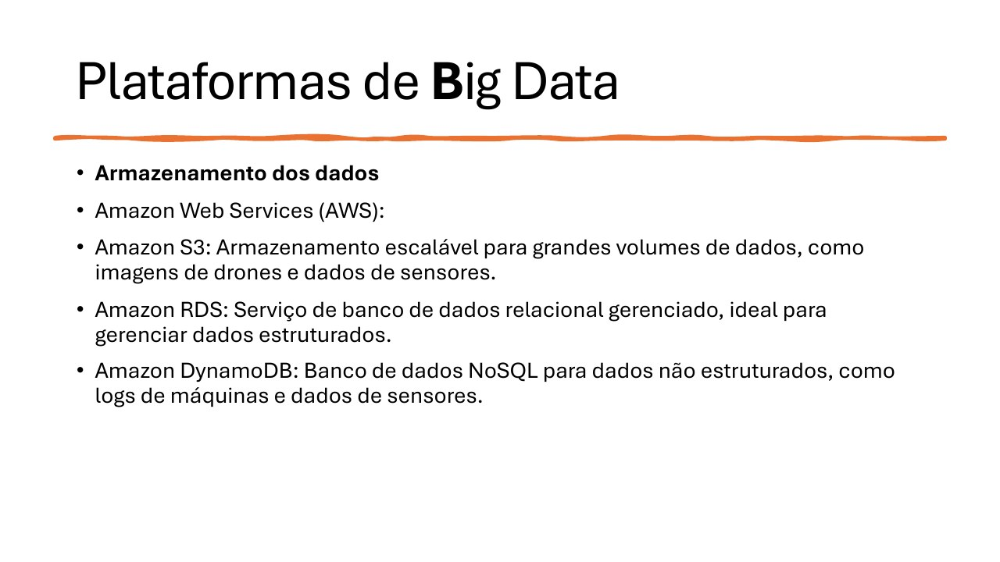 Plataformas de Big Data
• Armazenamento dos dados
• Amazon Web Services (AWS):
• Amazon S3: Armazenamento escalável para grandes volumes de dados, como
imagens de drones e dados de sensores.
• Amazon RDS: Serviço de banco de dados relacional gerenciado, ideal para
gerenciar dados estruturados.
• Amazon DynamoDB: Banco de dados NoSQL para dados não estruturados, como
logs de máquinas e dados de sensores.